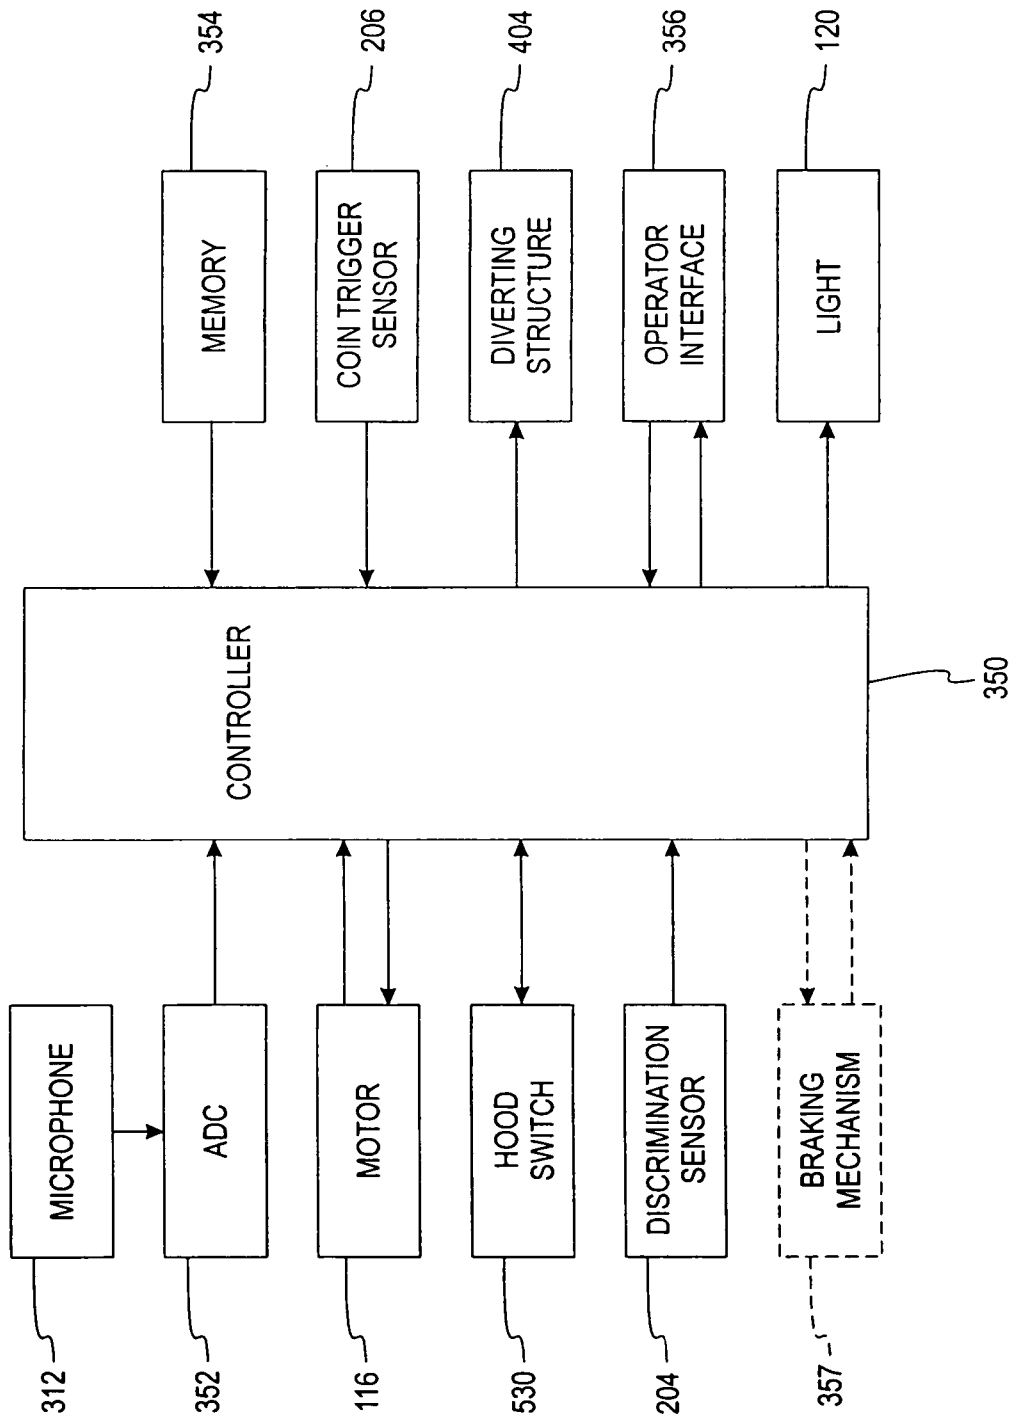 312
MICROPHONE
352
ADC
116
MOTOR
530
HOOD
SWITCH
204
DISCRIMINATION
SENSOR
357
BRAKING
MECHANISM
CONTROLLER
350
MEMORY
354
COIN TRIGGER
SENSOR
206
DIVERTING
STRUCTURE
404
OPERATOR
INTERFACE
356
LIGHT
120